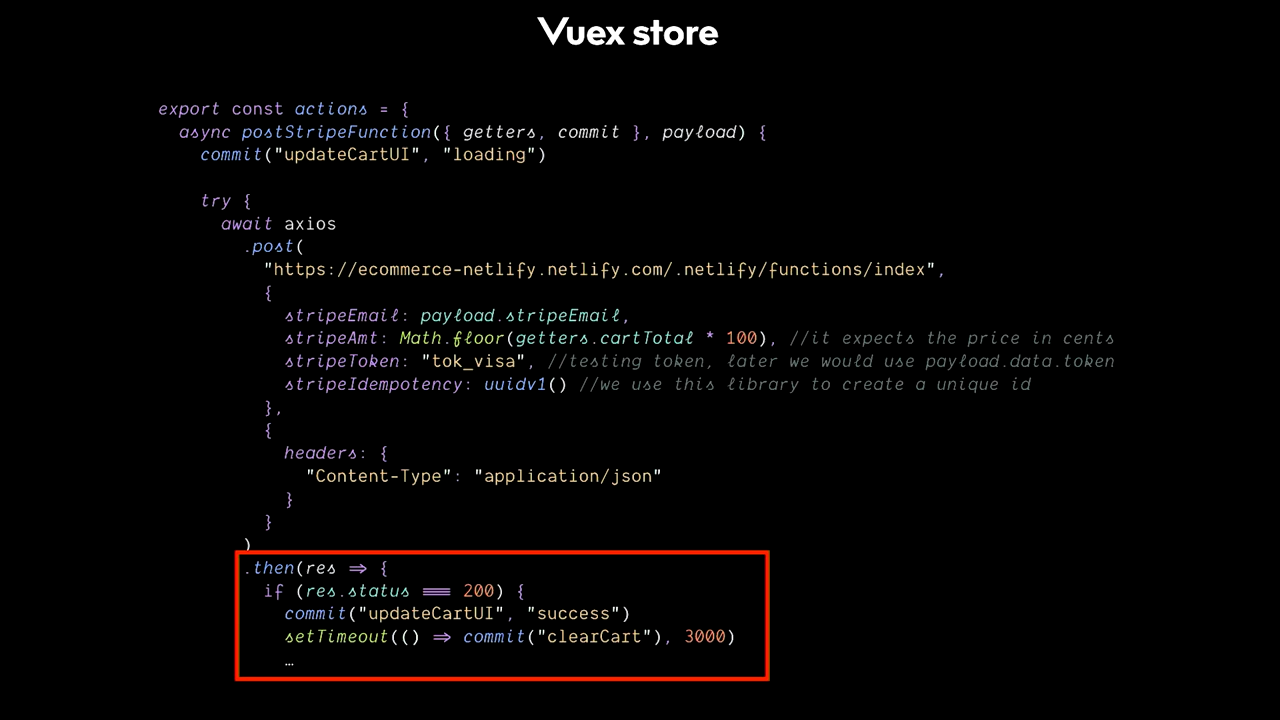 Vuex store
export const actions = {
async postStripeFunction({ getters, commit }, payload) {
commit("updateCartUI", "loading")
try {
await axios
.post(
"https://ecommerce-netlify.netlify.com/.netlify/functions/index",
{
stripeEmail: payload.stripeEmail,
stripeAmt: Math.floor(getters.cartTotal * 100), //it expects the price in cents
stripeToken: "tok_visa", //testing token, later we would use payload.data.token
stripeIdempotency: uuidv1() //we use this library to create a unique id
},
{
headers: {
"Content-Type": "application/json"
}
}
)
.then(res => {
if (res.status === 200) {
commit("updateCartUI", "success")
setTimeout(() => commit("clearCart"), 3000)
…